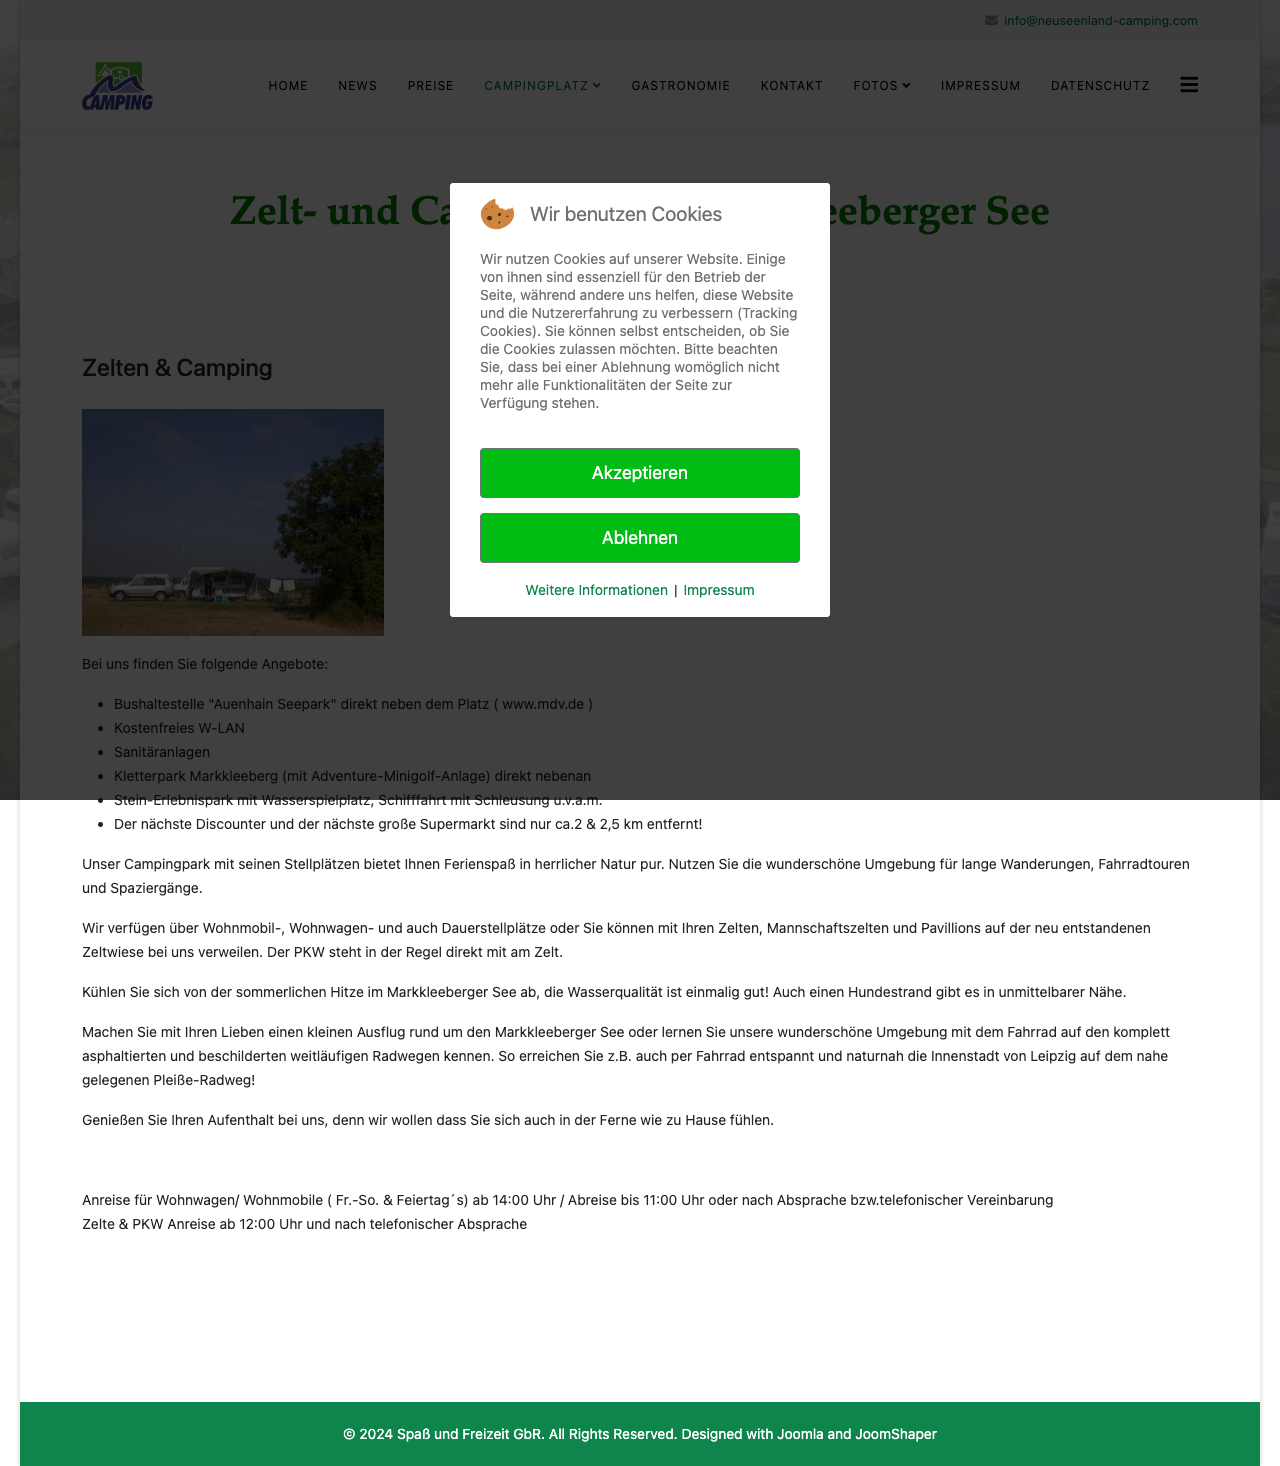 info@neuseenland-camping.com
CAMPING
HOME NEWS PREISE CAMPINGPLATZ GASTRONOMIE KONTAKT FOTOS IMPRESSUM DATENSCHUTZ
Zelt- und Ca
eeberger See
Wir benutzen Cookies
Wir nutzen Cookies auf unserer Website. Einige
von ihnen sind essenziell für den Betrieb der
Seite, während andere uns helfen, diese Website
und die Nutzererfahrung zu verbessern (Tracking
Cookies). Sie können selbst entscheiden, ob Sie
die Cookies zulassen möchten. Bitte beachten
Sie, dass bei einer Ablehnung womöglich nicht
mehr alle Funktionalitäten der Seite zur
Verfügung stehen.
Akzeptieren
Ablehnen
Weitere Informationen | Impressum
Zelten & Camping
Bei uns finden Sie folgende Angebote:
• Bushaltestelle "Auenhain Seepark" direkt neben dem Platz ( www.mdv.de )
• Kostenfreies W-LAN
• Sanitäranlagen
• Kletterpark Markkleeberg (mit Adventure-Minigolf-Anlage) direkt nebenan
• Stein-Erlebnispark mit Wasserspielplatz, Schifffahrt mit Schleusung u.v.a.m.
• Der nächste Discounter und der nächste große Supermarkt sind nur ca.2 & 2,5 km entfernt!
Unser Campingpark mit seinen Stellplätzen bietet Ihnen Ferienspaß in herrlicher Natur pur. Nutzen Sie die wunderschöne Umgebung für lange Wanderungen, Fahrradtouren
und Spaziergänge.
Wir verfügen über Wohnmobil-, Wohnwagen- und auch Dauerstellplätze oder Sie können mit Ihren Zelten, Mannschaftszelten und Pavillions auf der neu entstandenen
Zeltwiese bei uns verweilen. Der PKW steht in der Regel direkt mit am Zelt.
Kühlen Sie sich von der sommerlichen Hitze im Markkleeberger See ab, die Wasserqualität ist einmalig gut! Auch einen Hundestrand gibt es in unmittelbarer Nähe.
Machen Sie mit Ihren Lieben einen kleinen Ausflug rund um den Markkleeberger See oder lernen Sie unsere wunderschöne Umgebung mit dem Fahrrad auf den komplett
asphaltierten und beschilderten weitläufigen Radwegen kennen. So erreichen Sie z.B. auch per Fahrrad entspannt und naturnah die Innenstadt von Leipzig auf dem nahe
gelegenen Pleiße-Radweg!
Genießen Sie Ihren Aufenthalt bei uns, denn wir wollen dass Sie sich auch in der Ferne wie zu Hause fühlen.
Anreise für Wohnwagen/ Wohnmobile ( Fr.-So. & Feiertag´s) ab 14:00 Uhr / Abreise bis 11:00 Uhr oder nach Absprache bzw.telefonischer Vereinbarung
Zelte & PKW Anreise ab 12:00 Uhr und nach telefonischer Absprache
© 2024 Spaß und Freizeit GbR. All Rights Reserved. Designed with Joomla and JoomShaper